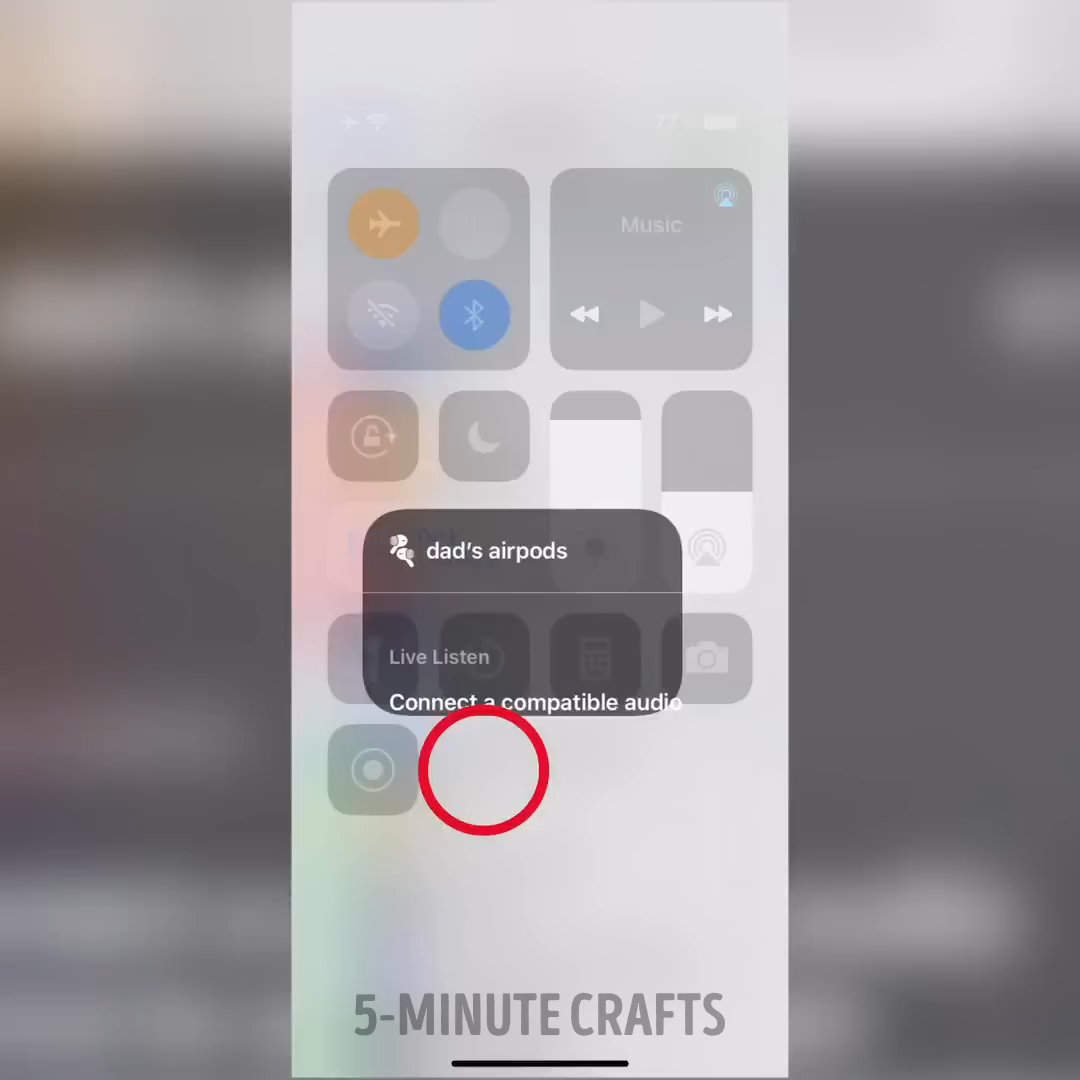 Music
dad's airpods
Live Listen
Connect a compatible audio
5-MINUTE CRAFTS